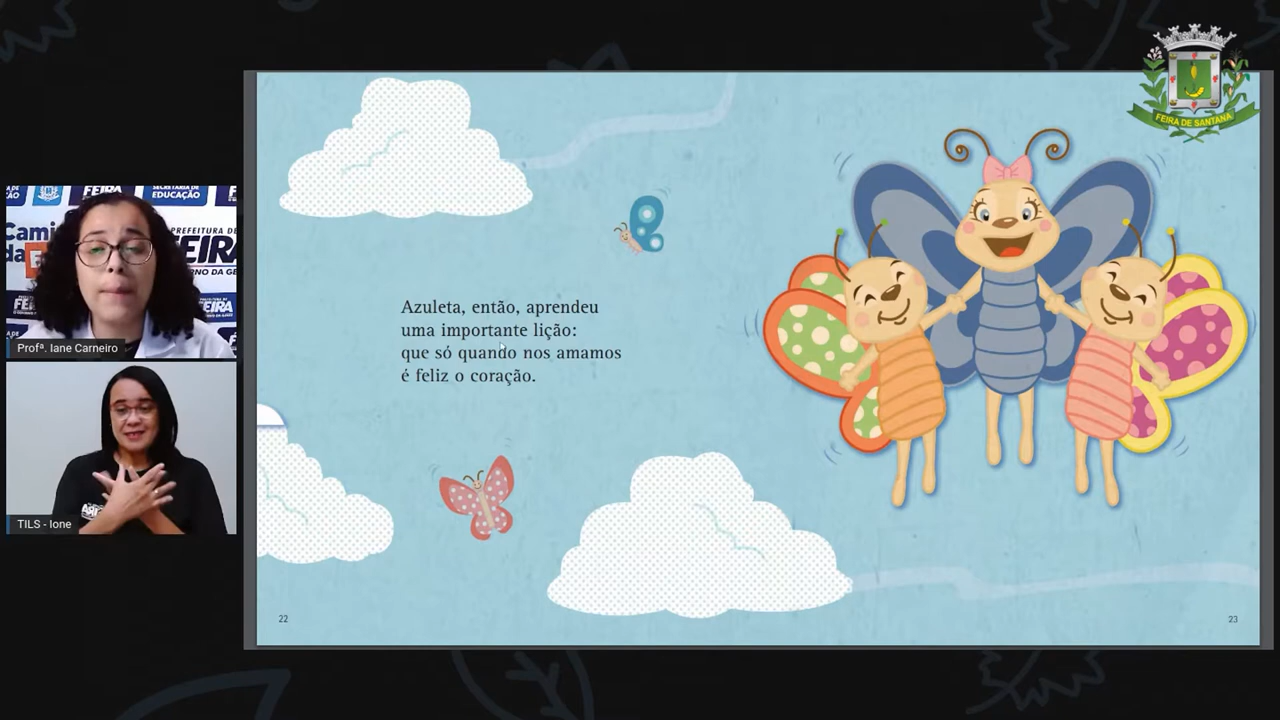 FEIRA DE SANTANA
FEIRA
SECRETARIA DE
EDUCAÇÃO
PREFEITURA DE
FEIRA
Profª. Iane Carneiro
TILS - Ione
Azuleta, então, aprendeu
uma importante lição:
que só quando nos amamos
é feliz o coração.
22
23